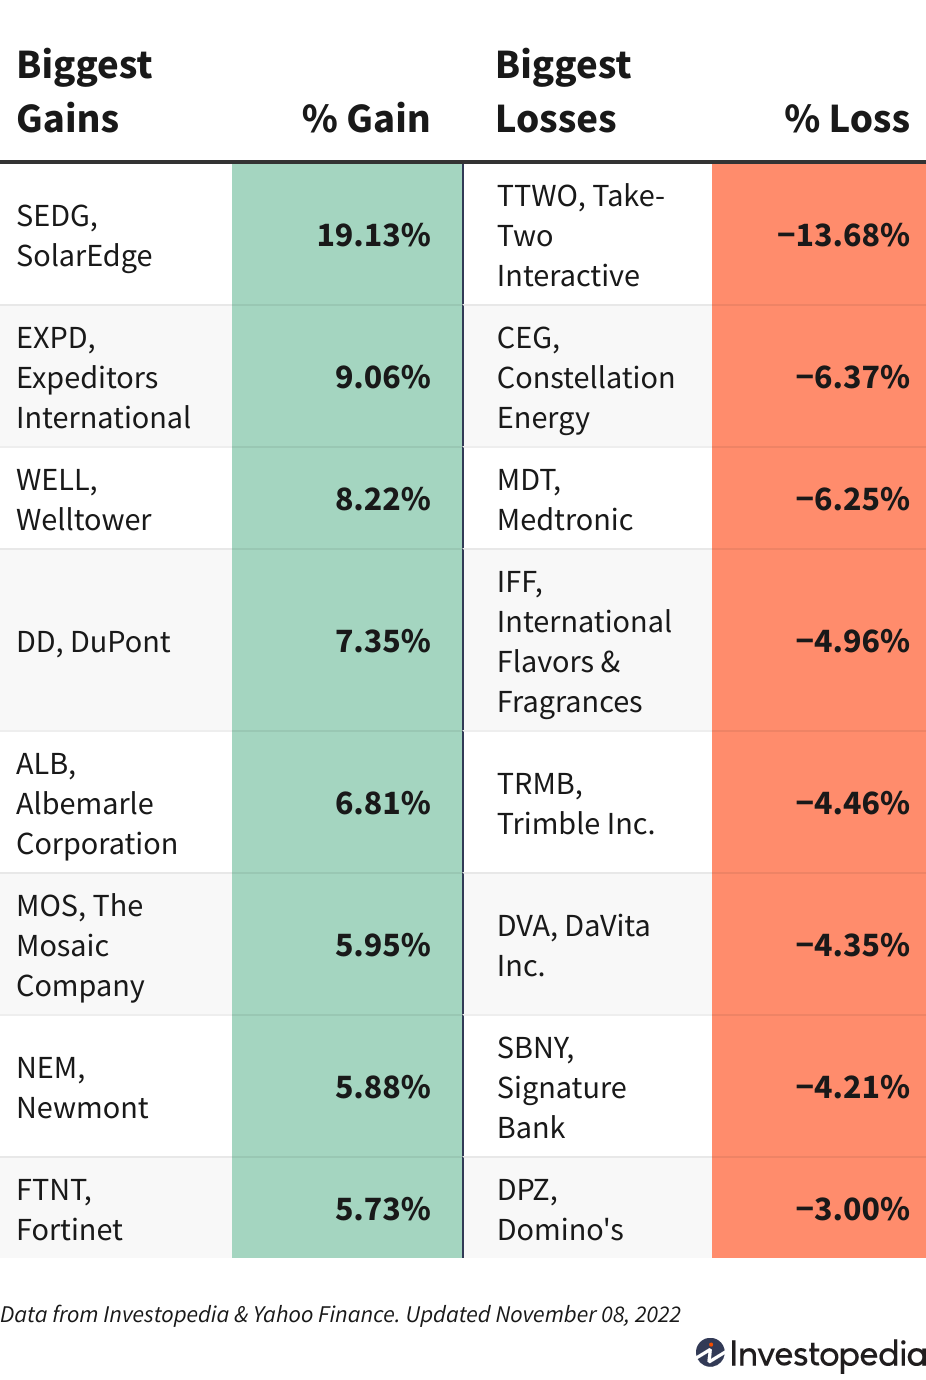 Biggest Gains % Gain Biggest Losses % Loss
SEDG, SolarEdge 19.13% TTWO, Take-Two Interactive −13.68%
EXPD, Expeditors International 9.06% CEG, Constellation Energy −6.37%
WELL, Welltower 8.22% MDT, Medtronic −6.25%
DD, DuPont 7.35% IFF, International Flavors & Fragrances −4.96%
ALB, Albemarle Corporation 6.81% TRMB, Trimble Inc. −4.46%
MOS, The Mosaic Company 5.95% DVA, DaVita Inc. −4.35%
NEM, Newmont 5.88% SBNY, Signature Bank −4.21%
FTNT, Fortinet 5.73% DPZ, Domino's −3.00%
Data from Investopedia & Yahoo Finance. Updated November 08, 2022
Investopedia